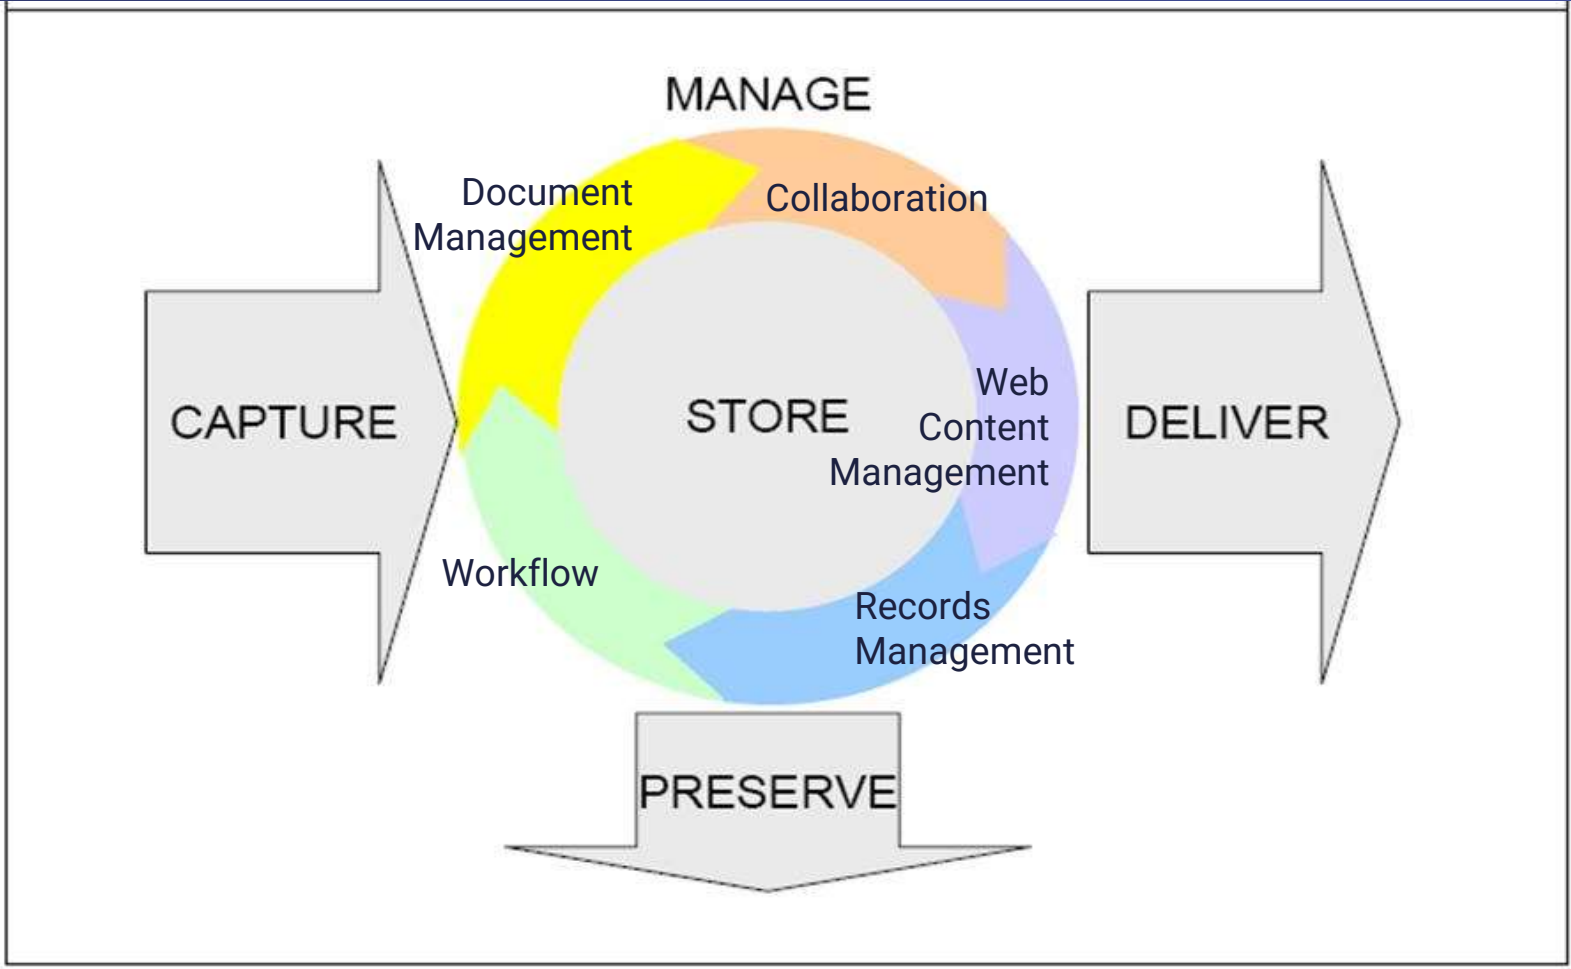 MANAGE
Document
Management
Collaboration
CAPTURE
STORE
Web
Content
Management
DELIVER
Workflow
Records
Management
PRESERVE